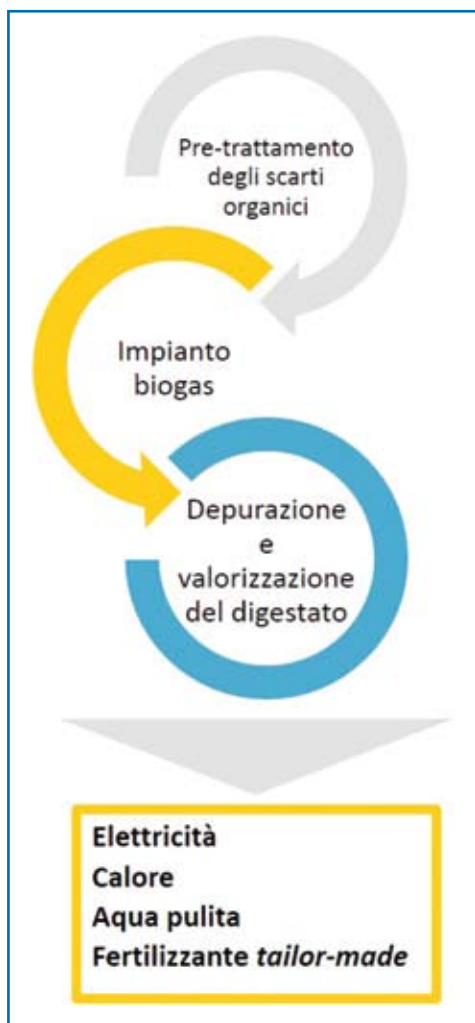 Pre-trattamento
degli scarti
organici
Impianto
biogas
Depurazione
e
valorizzazione
del digestato
Elettricità
Calore
Aqua pulita
Fertilizzante tailor-made